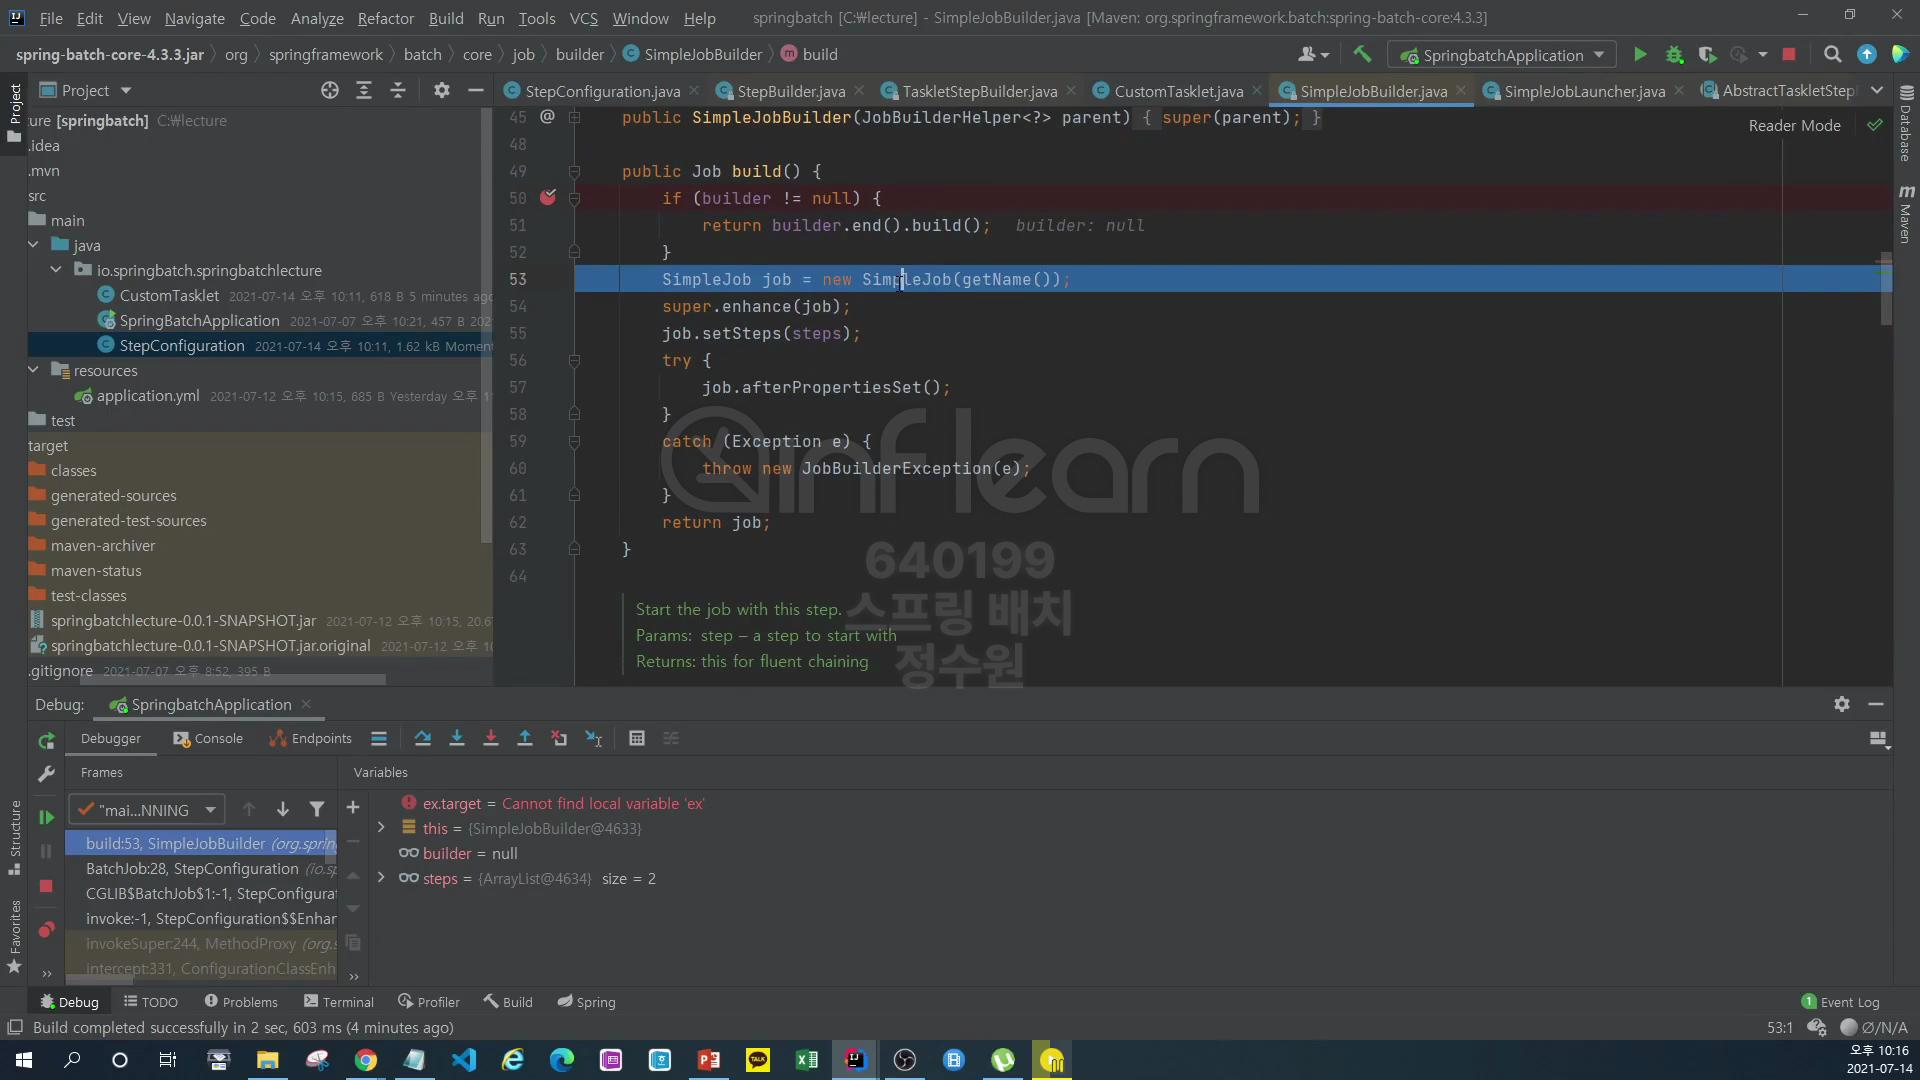 File Edit View Navigate Code Analyze Refactor Build Run Tools VCS Window Help springbatch [C:₩lecture] - SimpleJobBuilder.java [Maven: org.springframework.batch:spring-batch-core:4.3.3]
spring-batch-core-4.3.3.jar org springframework batch core job builder SimpleJobBuilder build SpringbatchApplication
Project StepConfiguration.java StepBuilder.java TaskletStepBuilder.java CustomTasklet.java SimpleJobBuilder.java SimpleJobLauncher.java AbstractTaskletStep
Project
Database
Maven
Structure
Favorites
ture [springbatch] C:₩lecture
.idea
.mvn
src
main
java
io.springbatch.springbatchlecture
CustomTasklet 2021-07-14 오후 10:11, 618 B 5 minutes ago
SpringBatchApplication 2021-07-07 오후 10:21, 457 B 2021
StepConfiguration 2021-07-14 오후 10:11, 1.62 kB Moment
resources
application.yml 2021-07-12 오후 10:15, 685 B Yesterday 오후
test
target
classes
generated-sources
generated-test-sources
maven-archiver
maven-status
test-classes
springbatchlecture-0.0.1-SNAPSHOT.jar 2021-07-12 오후 10:15, 20.6
springbatchlecture-0.0.1-SNAPSHOT.jar.original 2021-07-12 오후
.gitignore 2021-07-07 오후 8:52, 395 B
Reader Mode
45 @ public SimpleJobBuilder(JobBuilderHelper<?> parent) { super(parent); }
48
49 public Job build() {
50 if (builder != null) {
51 return builder.end().build(); builder: null
52 }
53 SimpleJob job = new SimpleJob(getName());
54 super.enhance(job);
55 job.setSteps(steps);
56 try {
57 job.afterPropertiesSet();
58 }
59 catch (Exception e) {
60 throw new JobBuilderException(e);
61 }
62 return job;
63 }
64
Start the job with this step.
Params: step – a step to start with
Returns: this for fluent chaining
inflearn
640199
스프링 배치
정수원
Debug: SpringbatchApplication
Debugger Console Endpoints
Frames Variables
"mai...NNING
build:53, SimpleJobBuilder (org.sprin
BatchJob:28, StepConfiguration (io.sp
CGLIB$BatchJob$1:-1, StepConfigurat
invoke:-1, StepConfiguration$$Enhan
invokeSuper:244, MethodProxy (org.s
intercept:331, ConfigurationClassEnh
ex.target = Cannot find local variable 'ex'
this = {SimpleJobBuilder@4633}
builder = null
steps = {ArrayList@4634} size = 2
Debug TODO Problems Terminal Profiler Build Spring 1 Event Log
Build completed successfully in 2 sec, 603 ms (4 minutes ago) 53:1 Ø/N/A
TALK
오후 10:16
2021-07-14